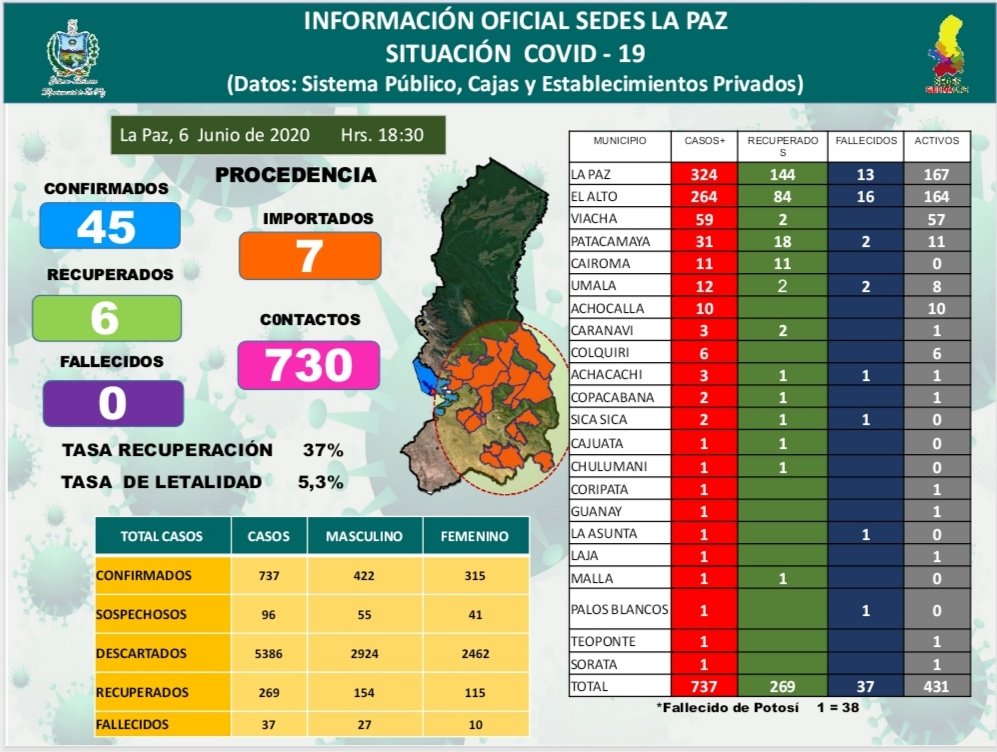 INFORMACIÓN OFICIAL SEDES LA PAZ
SITUACIÓN COVID - 19
(Datos: Sistema Público, Cajas y Establecimientos Privados)
SEDES
La Paz, 6 Junio de 2020 Hrs. 18:30
CONFIRMADOS
45
RECUPERADOS
6
FALLECIDOS
0
PROCEDENCIA
IMPORTADOS
7
C0NTACTOS
730
TASA RECUPERACIÓN 37%
TASA DE LETALIDAD 5,3%
TOTAL CASOS CASOS MASCULINO FEMENINO
CONFIRMADOS 737 422 315
SOSPECHOSOS 96 55 41
DESCARTADOS 5386 2924 2462
RECUPERADOS 269 154 115
FALLECIDOS 37 27 10
MUNICIPIO CASOS+ RECUPERADO
S FALLECIDOS ACTIVOS
LA PAZ 324 144 13 167
EL ALTO 264 84 16 164
VIACHA 59 2 57
PATACAMAYA 31 18 2 11
CAIROMA 11 11 0
UMALA 12 2 2 8
ACHOCALLA 10 10
CARANAVI 3 2 1
COLQUIRI 6 6
ACHACACHI 3 1 1 1
COPACABANA 2 1 1
SICA SICA 2 1 1 0
CAJUATA 1 1 0
CHULUMANI 1 1 0
CORIPATA 1 1
GUANAY 1 1
LA ASUNTA 1 1 0
LAJA 1 1
MALLA 1 1 0
PALOS BLANCOS 1 1 0
TEOPONTE 1 1
SORATA 1 1
TOTAL 737 269 37 431
*Fallecido de Potosí 1 = 38